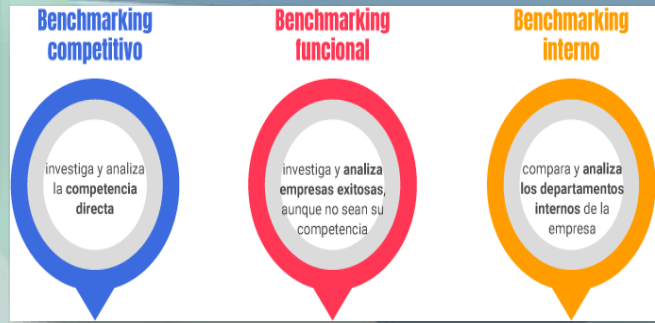 Benchmarking
competitivo
investiga y analiza
la competencia
directa
Benchmarking
funcional
investiga y analiza
empresas exitosas,
aunque no sean su
competencia
Benchmarking
interno
compara y analiza
los departamentos
internos de la
empresa